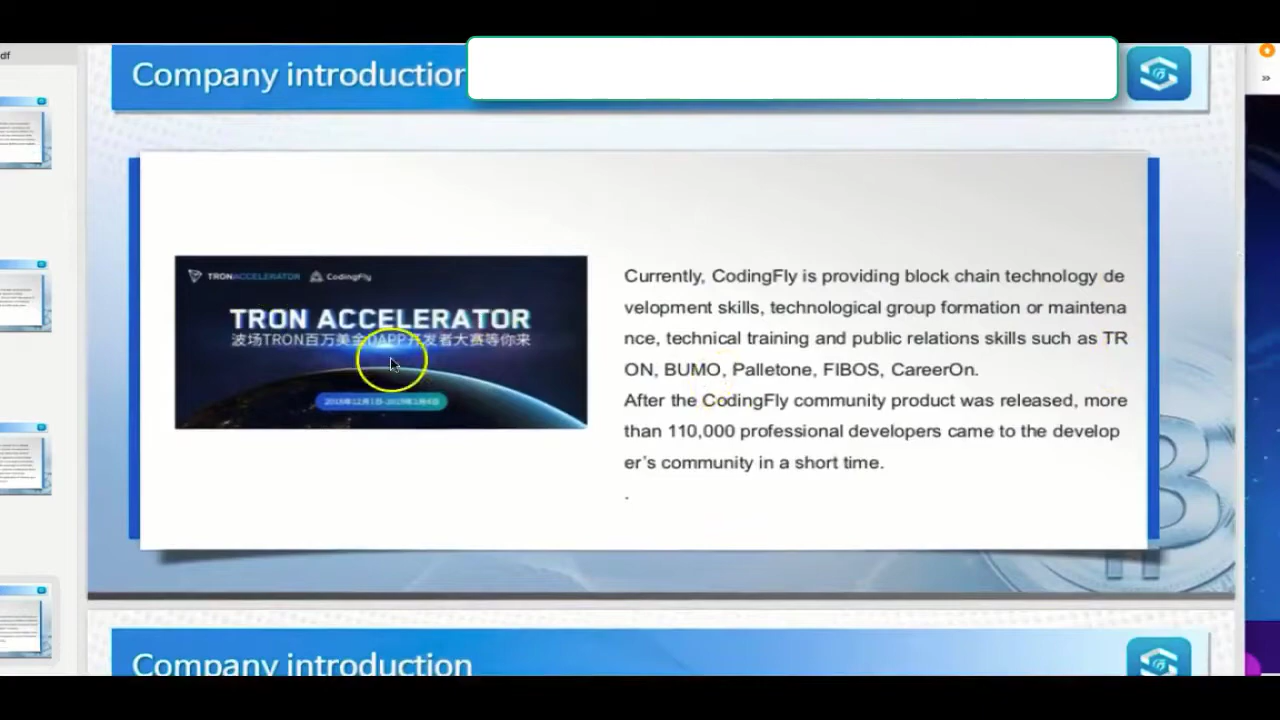 df
Company introduction
»
TRONACCELERATOR CodingFly
TRON ACCELERATOR
波场TRON百万美金DAPP开发者大赛等你来
Currently, CodingFly is providing block chain technology de
velopment skills, technological group formation or maintena
nce, technical training and public relations skills such as TR
ON, BUMO, Palletone, FIBOS, CareerOn.
After the CodingFly community product was released, more
than 110,000 professional developers came to the develop
er's community in a short time.
.
Company introduction